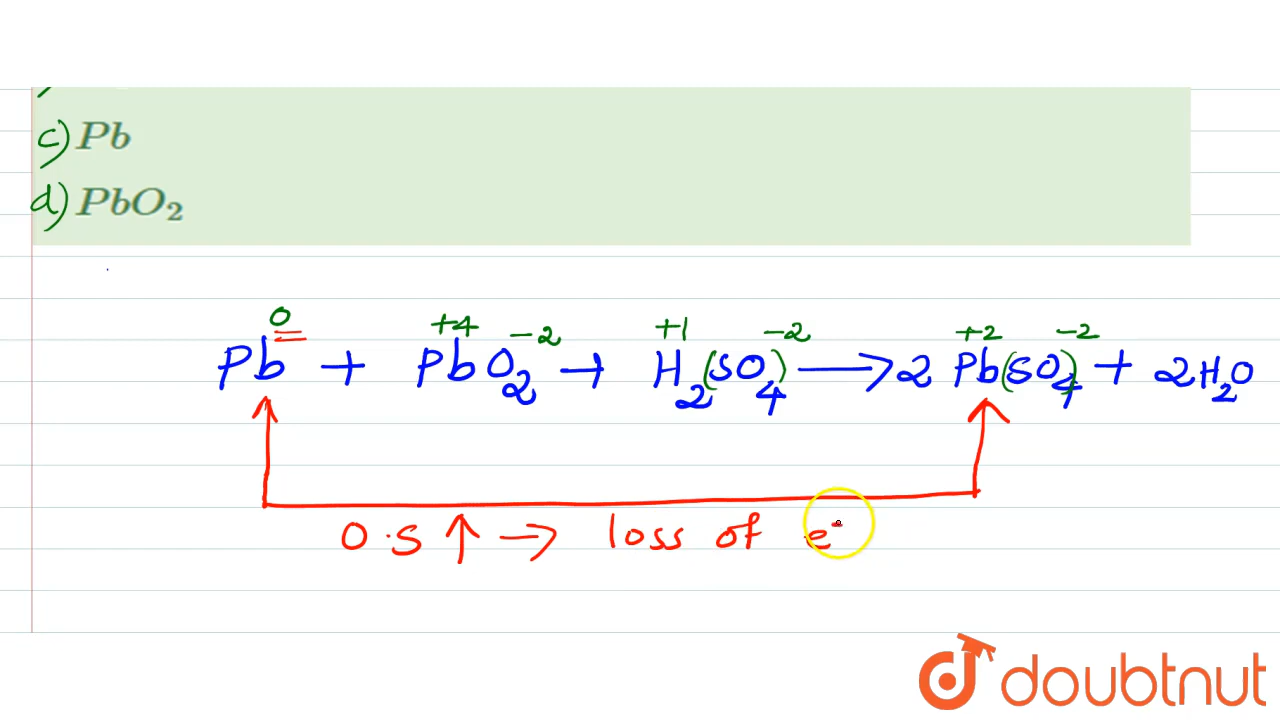 c) Pb
d) PbO₂
0 +4 -2 +1 -2 +2 -2
Pb + PbO₂ + H₂(SO₄) → 2 Pb(SO₄) + 2H₂O
O.S ↑ → loss of e⁻
doubtnut